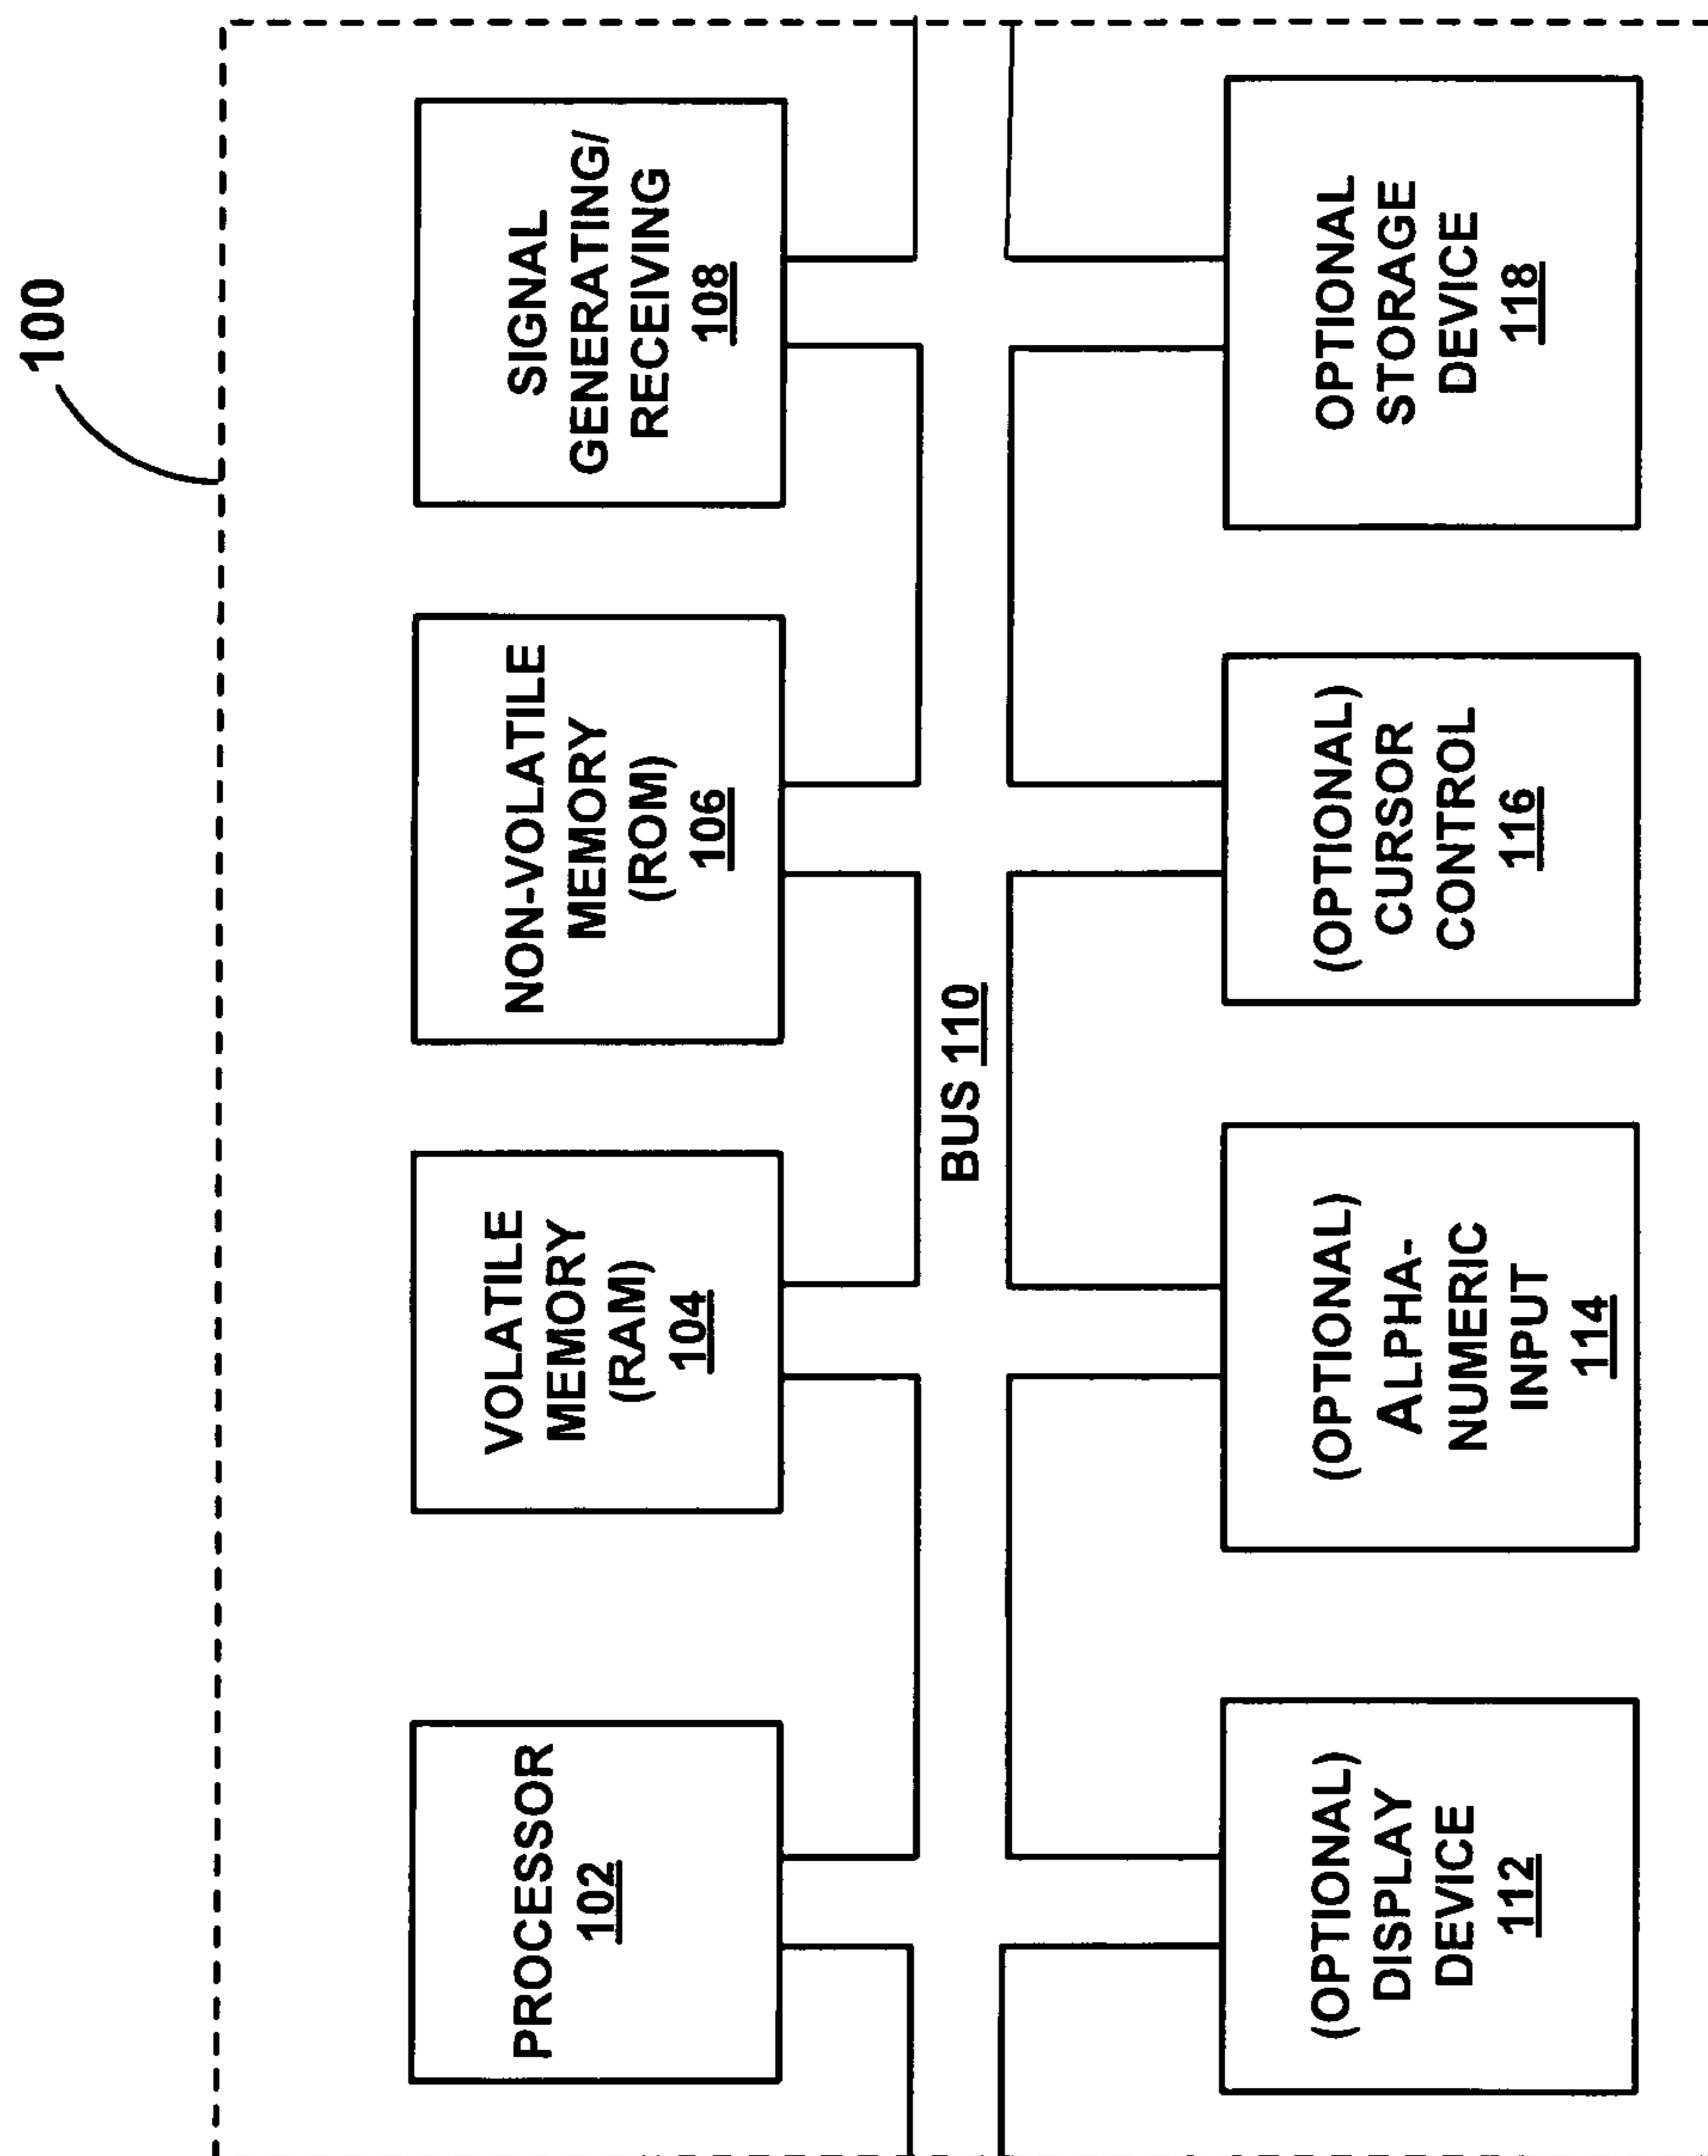 100
PROCESSOR
102
VOLATILE
MEMORY
(RAM)
104
NON-VOLATILE
MEMORY
(ROM)
106
SIGNAL
GENERATING/
RECEIVING
108
BUS 110
(OPTIONAL)
DISPLAY
DEVICE
112
(OPTIONAL)
ALPHA-
NUMERIC
INPUT
114
(OPTIONAL)
CURSOR
CONTROL
116
OPTIONAL
STORAGE
DEVICE
118